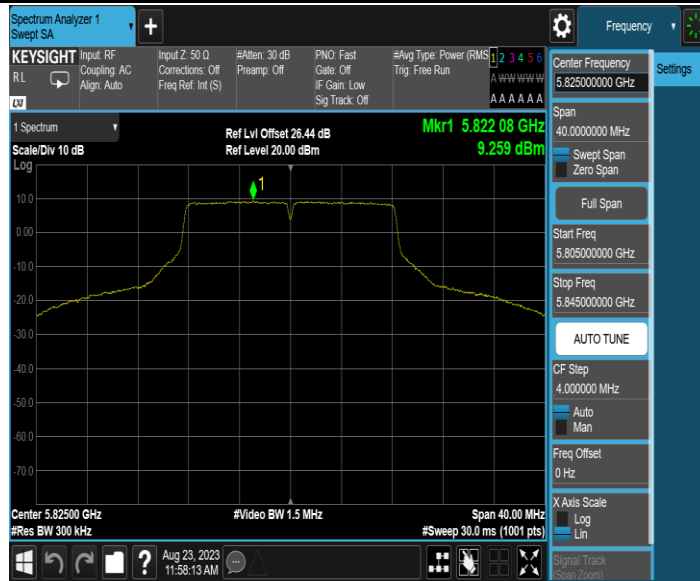 Spectrum Analyzer 1
Swept SA
Frequency
KEYSIGHT
RL
LXI
Input: RF
Coupling: AC
Align: Auto
Input Z: 50 Ω
Corrections: Off
Freq Ref: Int (S)
#Atten: 30 dB
Preamp: Off
PNO: Fast
Gate: Off
IF Gain: Low
Sig Track: Off
#Avg Type: Power (RMS
Trig: Free Run
1 2 3 4 5 6
A W W W W W
A A A A A A
Center Frequency
5.825000000 GHz
Settings
Span
40.0000000 MHz
Swept Span
Zero Span
Full Span
Start Freq
5.805000000 GHz
Stop Freq
5.845000000 GHz
AUTO TUNE
CF Step
4.000000 MHz
Auto
Man
Freq Offset
0 Hz
X Axis Scale
Log
Lin
Signal Track
(Span Zoom)
1 Spectrum
Scale/Div 10 dB
Log
Ref Lvl Offset 26.44 dB
Ref Level 20.00 dBm
Mkr1 5.822 08 GHz
9.259 dBm
1
10.0
0.00
-10.0
-20.0
-30.0
-40.0
-50.0
-60.0
-70.0
Center 5.82500 GHz
#Res BW 300 kHz
#Video BW 1.5 MHz
Span 40.00 MHz
#Sweep 30.0 ms (1001 pts)
?
Aug 23, 2023
11:58:13 AM